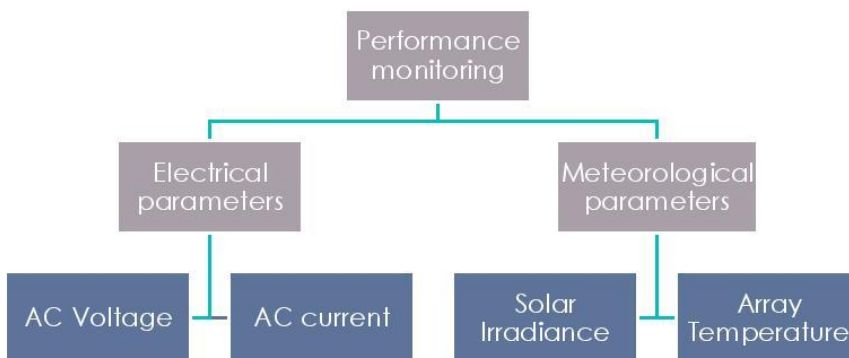 Performance
monitoring
Electrical
parameters
Meteorological
parameters
AC Voltage
AC current
Solar
Irradiance
Array
Temperature